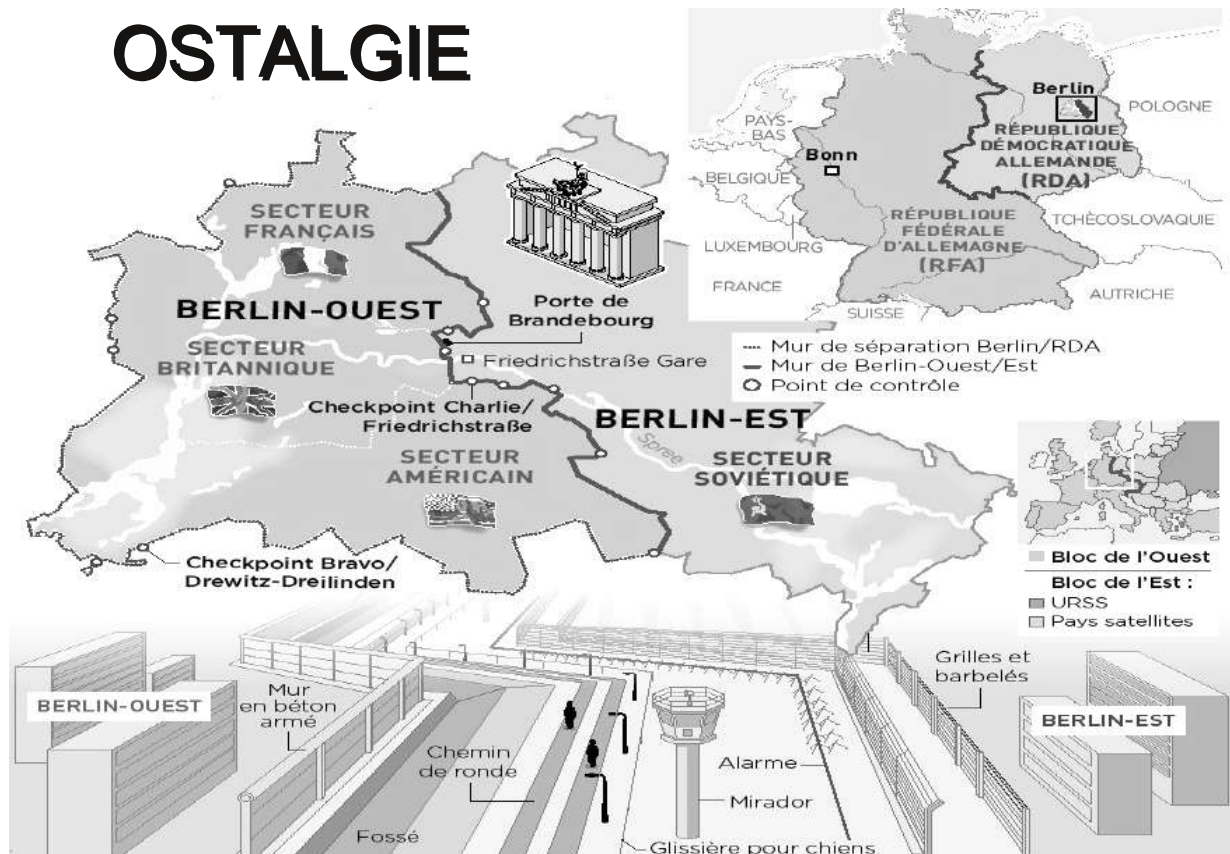 OSTALGIE
SECTEUR
FRANÇAIS
BERLIN-OUEST
SECTEUR
BRITANNIQUE
Porte de
Brandebourg
Friedrichstraße Gare
Checkpoint Charlie/
Friedrichstraße
BERLIN-EST
Spree
SECTEUR
AMÉRICAIN
SECTEUR
SOVIÉTIQUE
Checkpoint Bravo/
Drewitz-Dreilinden
Berlin
POLOGNE
PAYS-
BAS
RÉPUBLIQUE
DÉMOCRATIQUE
ALLEMANDE
(RDA)
Bonn
BELGIQUE
TCHÉCOSLOVAQUIE
RÉPUBLIQUE
FÉDÉRALE
D'ALLEMAGNE
(RFA)
LUXEMBOURG
FRANCE
AUTRICHE
SUISSE
Mur de séparation Berlin/RDA
Mur de Berlin-Ouest/Est
Point de contrôle
Bloc de l'Ouest
Bloc de l'Est :
URSS
Pays satellites
BERLIN-OUEST
Mur
en béton
armé
Chemin
de ronde
Fossé
Alarme
Mirador
Glissière pour chiens
Grilles et
barbelés
BERLIN-EST